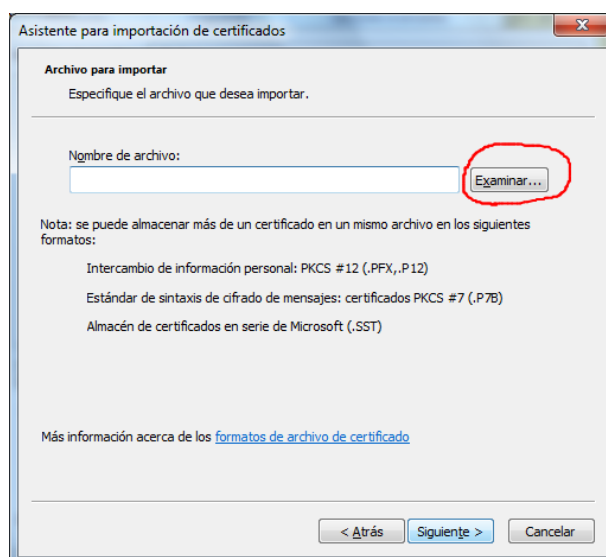 Asistente para importación de certificados
Archivo para importar
Especifique el archivo que desea importar.
Nombre de archivo:
Examinar...
Nota: se puede almacenar más de un certificado en un mismo archivo en los siguientes
formatos:
Intercambio de información personal: PKCS #12 (.PFX,.P12)
Estándar de sintaxis de cifrado de mensajes: certificados PKCS #7 (.P7B)
Almacén de certificados en serie de Microsoft (.SST)
Más información acerca de los formatos de archivo de certificado
< Atrás Siguiente > Cancelar